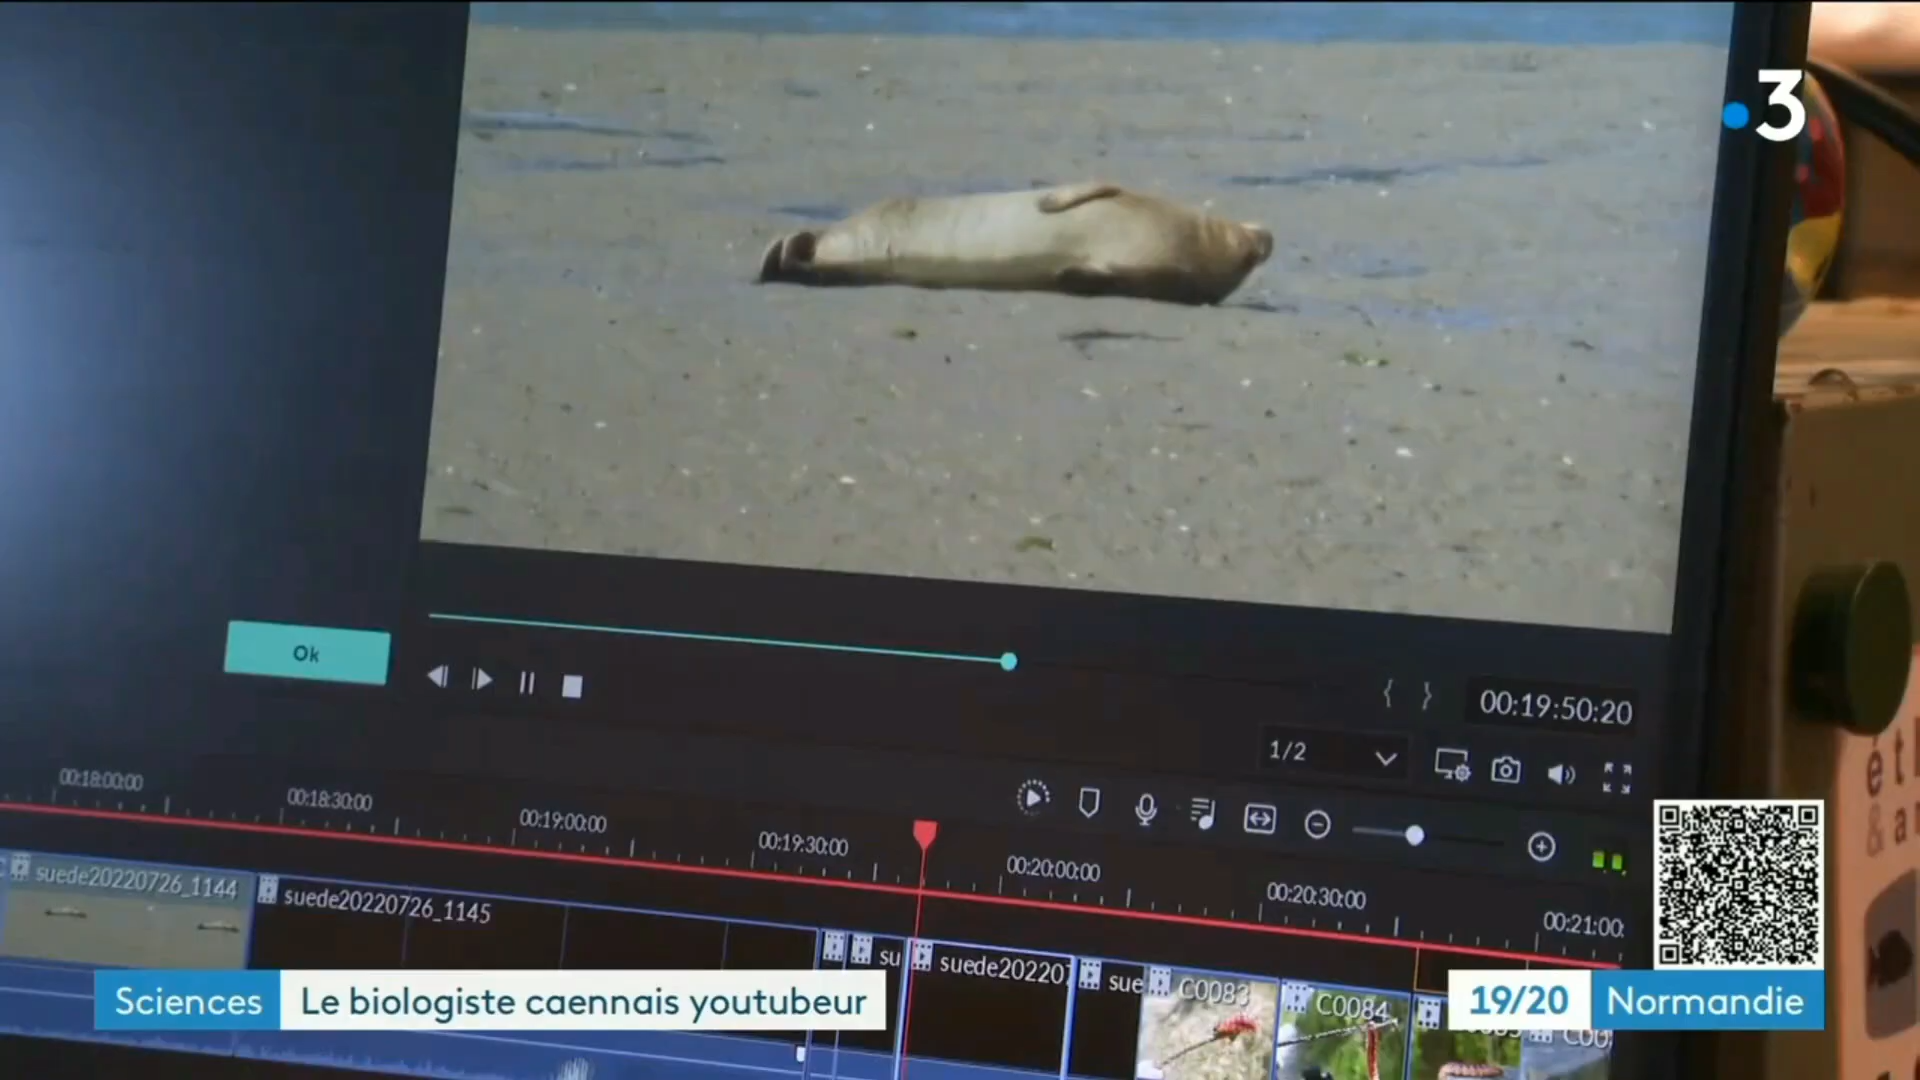 3
Ok
00:19:50:20
1/2
00:18:00:00
00:18:30:00
00:19:00:00
00:19:30:00
00:20:00:00
00:20:30:00
00:21:00:
suede20220726_1144
suede20220726_1145
su
suede202207
sue
C0083
C0084
Sciences
Le biologiste caennais youtubeur
19/20
Normandie